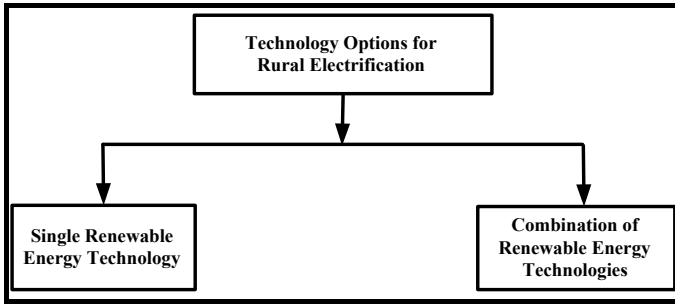 Technology Options for
Rural Electrification
Single Renewable
Energy Technology
Combination of
Renewable Energy
Technologies